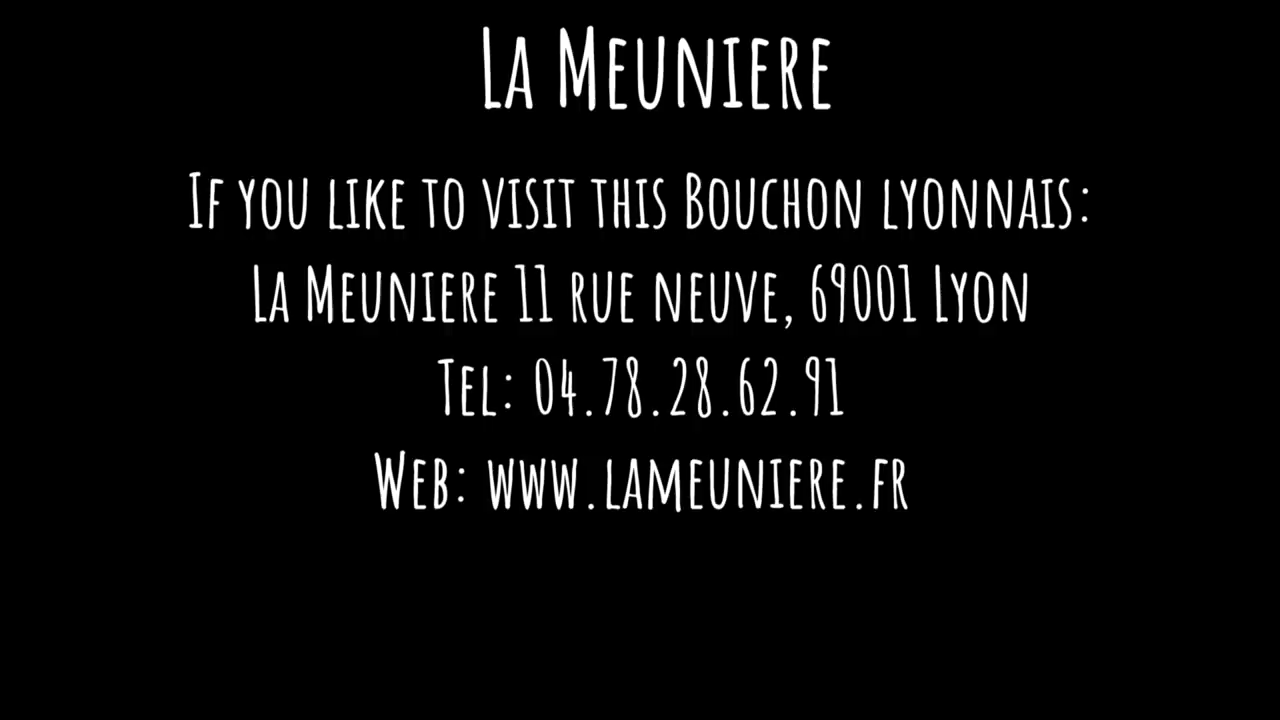 La Meuniere
If you like to visit this Bouchon lyonnais:
La Meuniere 11 rue neuve, 69001 Lyon
Tel: 04.78.28.62.91
Web: www.lameuniere.fr